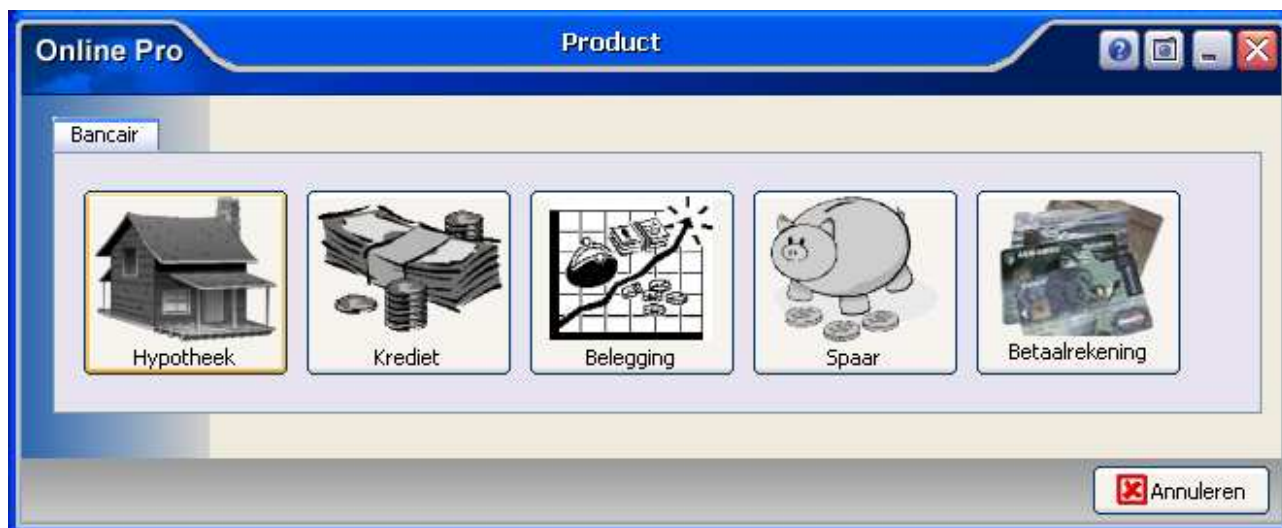 Online Pro
Product
Bancair
Hypotheek
Krediet
Belegging
Spaar
Betaalrekening
Annuleren